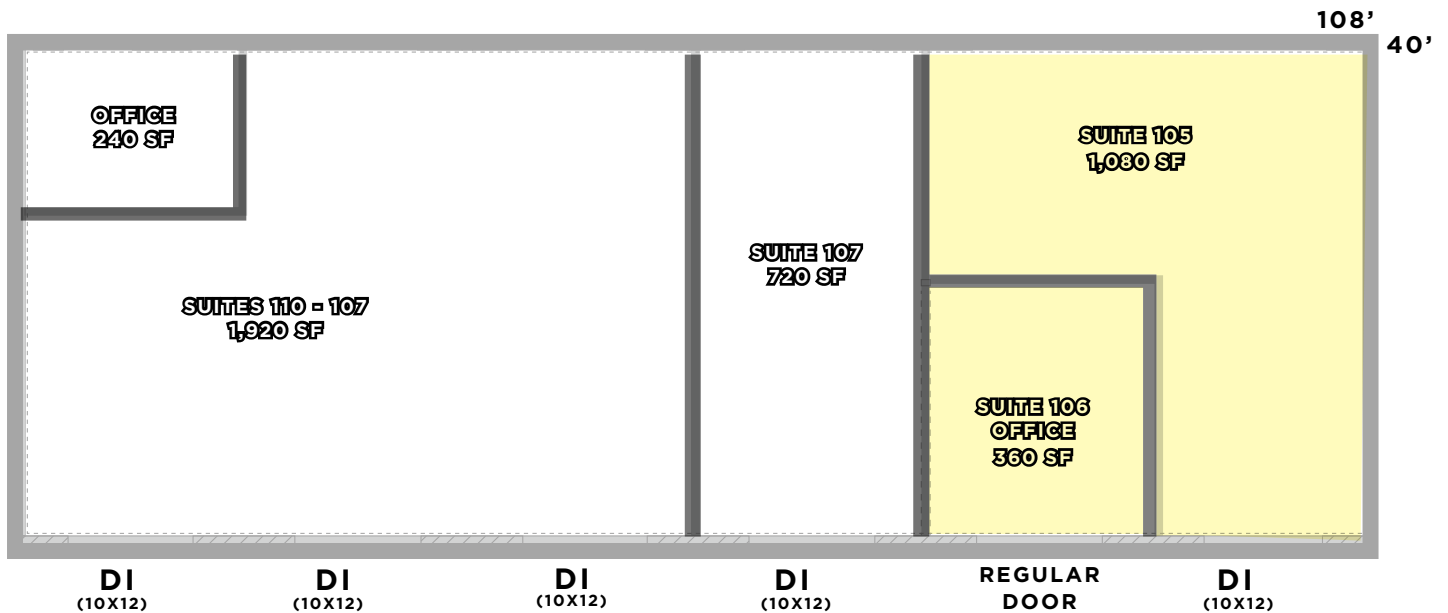 108’
40’
OFFICE
240 SF
SUITE 105
1,080 SF
SUITE 107
720 SF
SUITES 110 - 107
1,920 SF
SUITE 106
OFFICE
360 SF
DI
(10X12)
DI
(10X12)
DI
(10X12)
DI
(10X12)
REGULAR
DOOR
DI
(10X12)